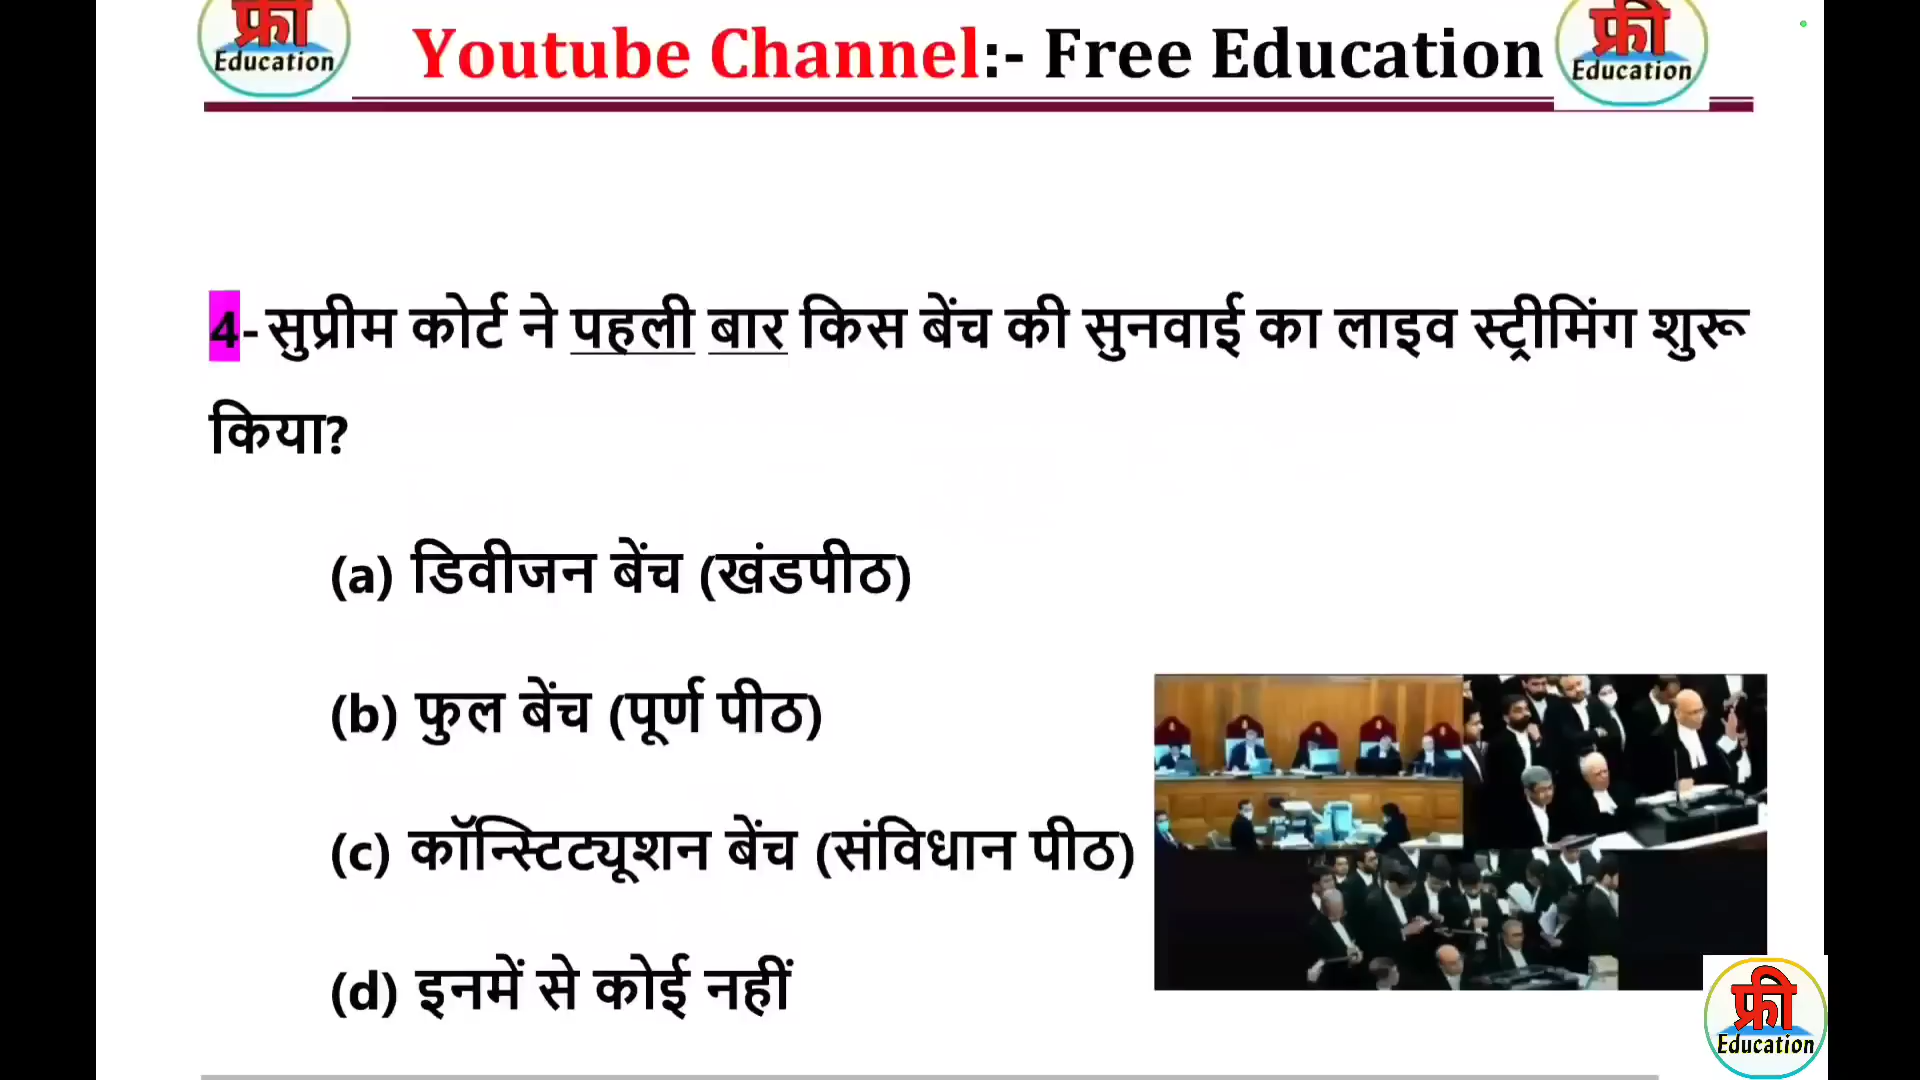 फ्री
Education
Youtube Channel:- Free Education
फ्री
Education
4-सुप्रीम कोर्ट ने पहली बार किस बेंच की सुनवाई का लाइव स्ट्रीमिंग शुरू
किया?
(a) डिवीजन बेंच (खंडपीठ)
(b) फुल बेंच (पूर्ण पीठ)
(c) कॉन्स्टिट्यूशन बेंच (संविधान पीठ)
(d) इनमें से कोई नहीं
फ्री
Education